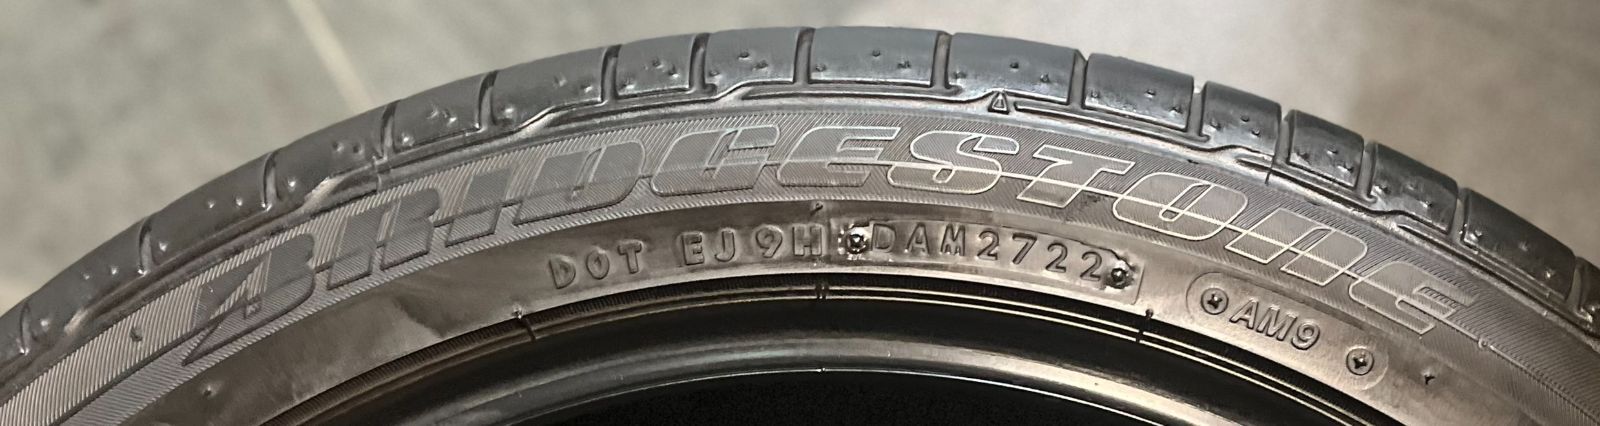 BRIDGESTONE
DOT EJ9H DAM2722
AM9